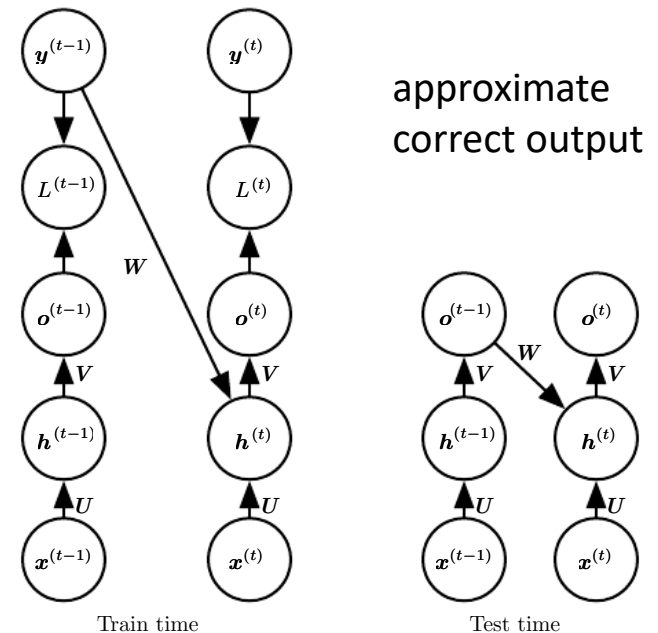 y^(t−1)
y^(t)
approximate
correct output
L^(t−1)
L^(t)
W
o^(t−1)
o^(t)
o^(t−1)
o^(t)
W
V
V
V
V
h^(t−1)
h^(t)
h^(t−1)
h^(t)
U
U
U
U
x^(t−1)
x^(t)
x^(t−1)
x^(t)
Train time
Test time